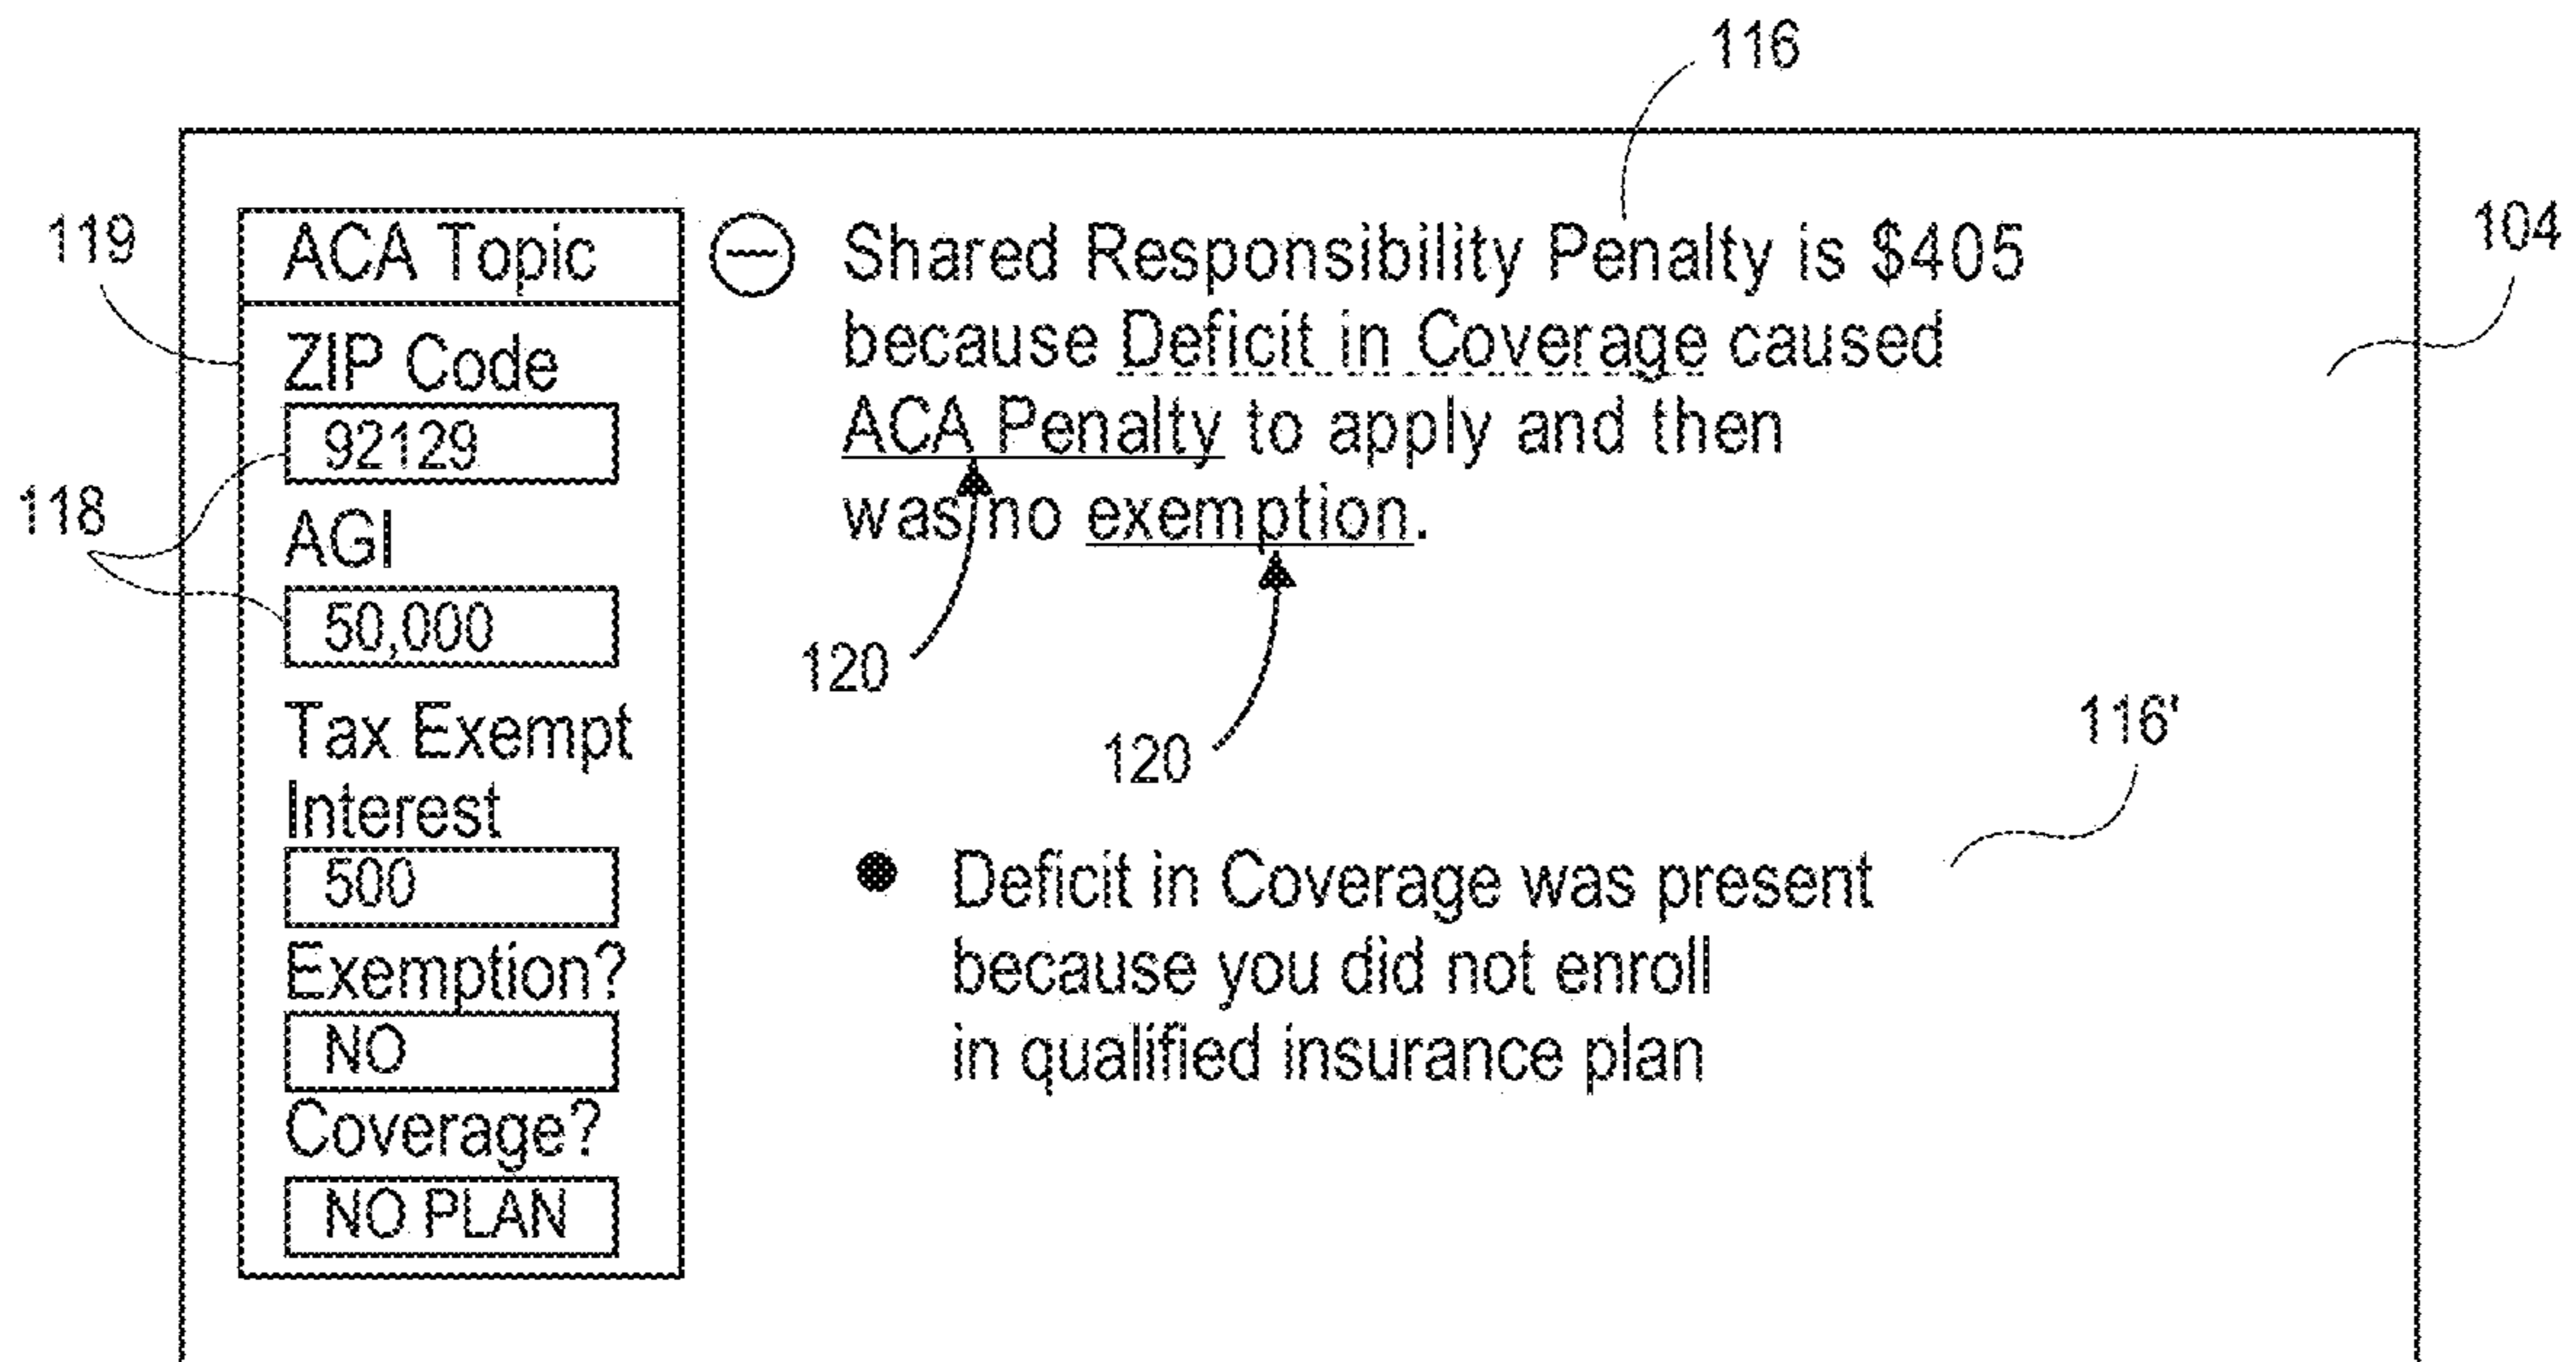 116
119
ACA Topic
Shared Responsibility Penalty is $405
104
ZIP Code
because Deficit in Coverage caused
92129
ACA Penalty to apply and then
118
AGI
was no exemption.
50,000
120
Tax Exempt
116'
120
Interest
500
Deficit in Coverage was present
Exemption?
because you did not enroll
NO
in qualified insurance plan
Coverage?
NO PLAN